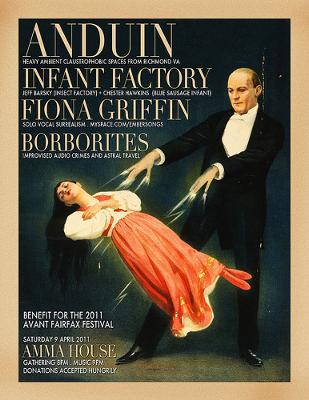 ANDUIN
HEAVY AMBIENT CLAUSTROPHOBIC SPACES FROM RICHMOND VA
INFANT FACTORY
JEFF BARSKY (INSECT FACTORY) + CHESTER HAWKINS (BLUE SAUSAGE INFANT)
FIONA GRIFFIN
SOLO VOCAL SURREALISM . MYSPACE.COM/EMBERSONGS
BORBORITES
IMPROVISED AUDIO CRIMES AND ASTRAL TRAVEL
BENEFIT FOR THE 2011
AVANT FAIRFAX FESTIVAL
SATURDAY 9 APRIL 2011
AMMA HOUSE
GATHERING 8PM . MUSIC 9PM
DONATIONS ACCEPTED HUNGRILY